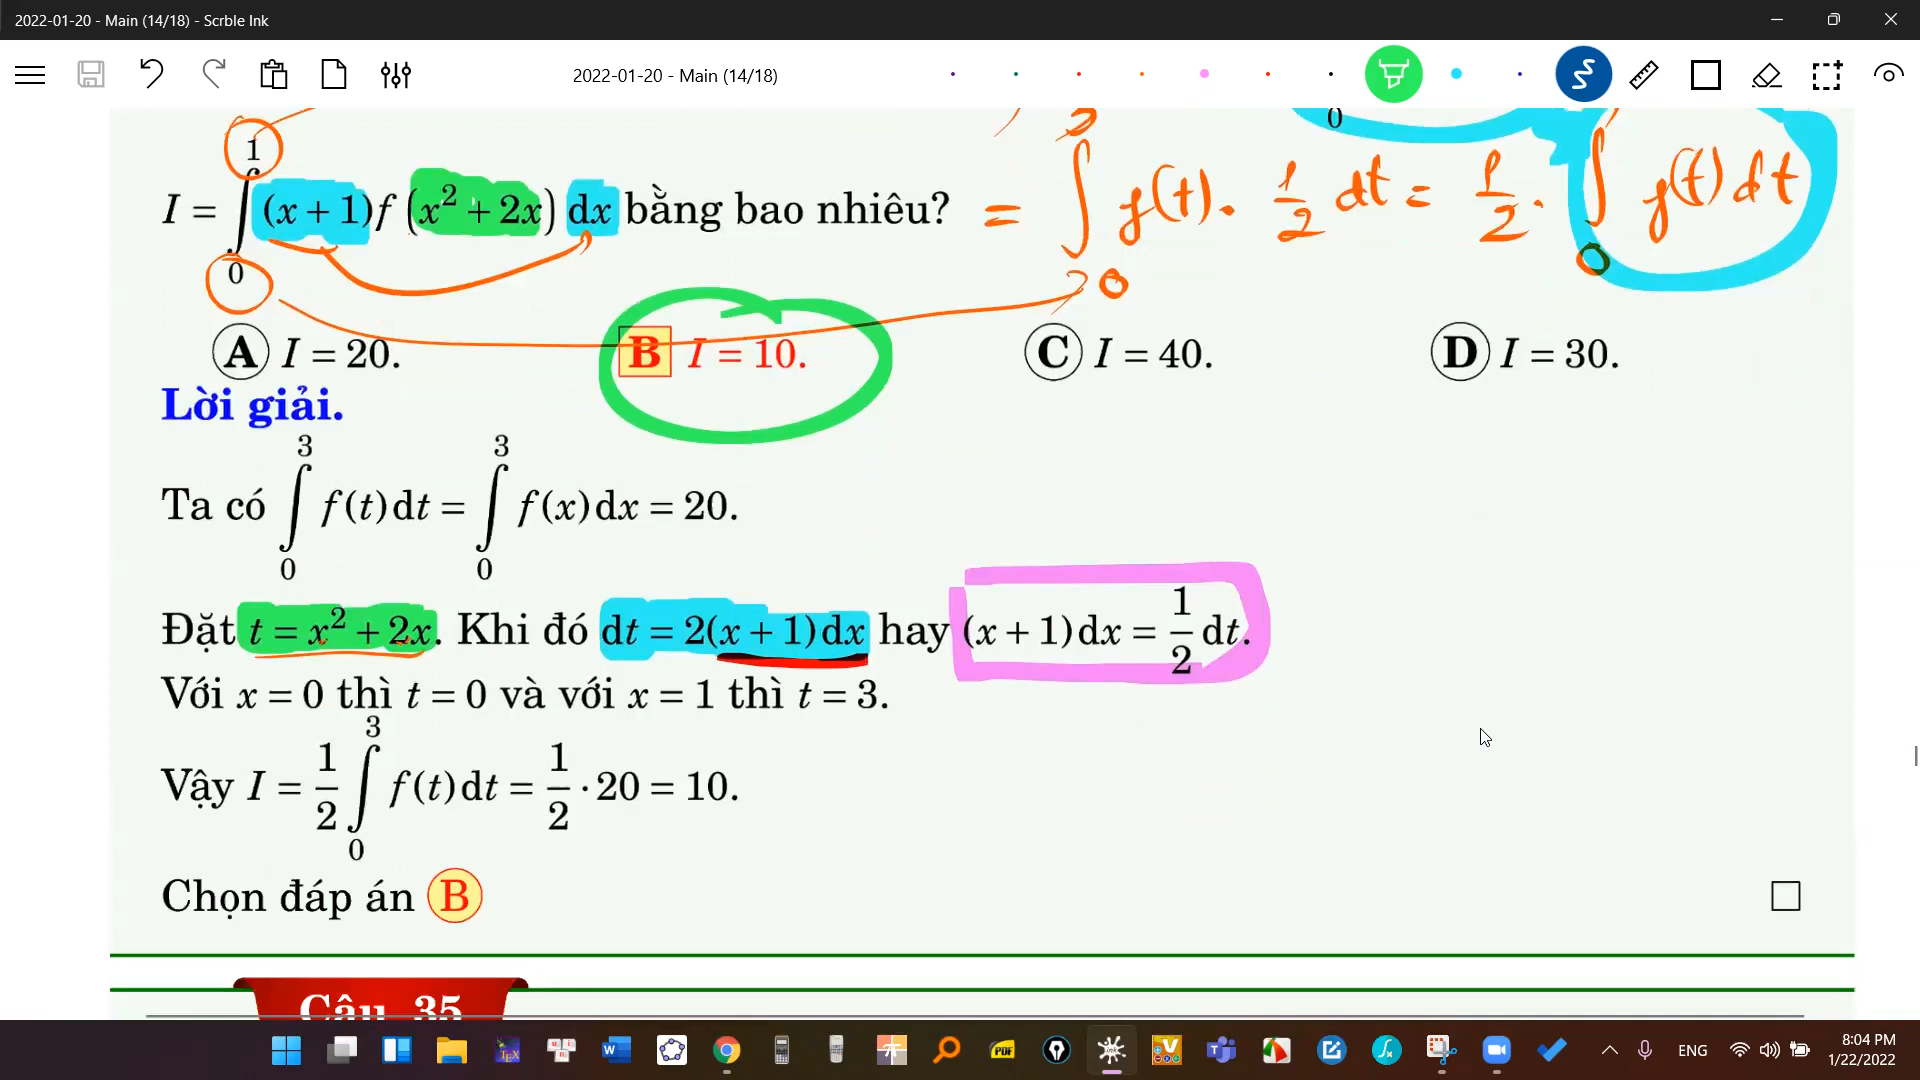 2022-01-20 - Main (14/18) - Scrble Ink
2022-01-20 - Main (14/18)
I = ∫₀¹ (x + 1) f (x² + 2x) dx bằng bao nhiêu? = ∫₀³ f(t). 1/2 dt = 1/2 . ∫₀ f(t) dt
0
A I = 20. B I = 10. C I = 40. D I = 30.
Lời giải.
Ta có ∫₀³ f(t) dt = ∫₀³ f(x) dx = 20.
Đặt t = x² + 2x. Khi đó dt = 2(x + 1) dx hay (x + 1) dx = 1/2 dt.
Với x = 0 thì t = 0 và với x = 1 thì t = 3.
Vậy I = 1/2 ∫₀³ f(t) dt = 1/2 · 20 = 10.
Chọn đáp án B
Câu 35
ENG
8:04 PM
1/22/2022